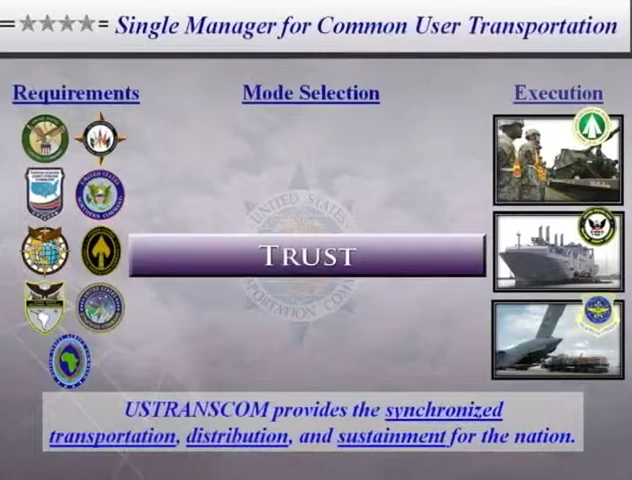 Single Manager for Common User Transportation
Requirements
Mode Selection
Execution
TRUST
USTRANSCOM provides the synchronized
transportation, distribution, and sustainment for the nation.